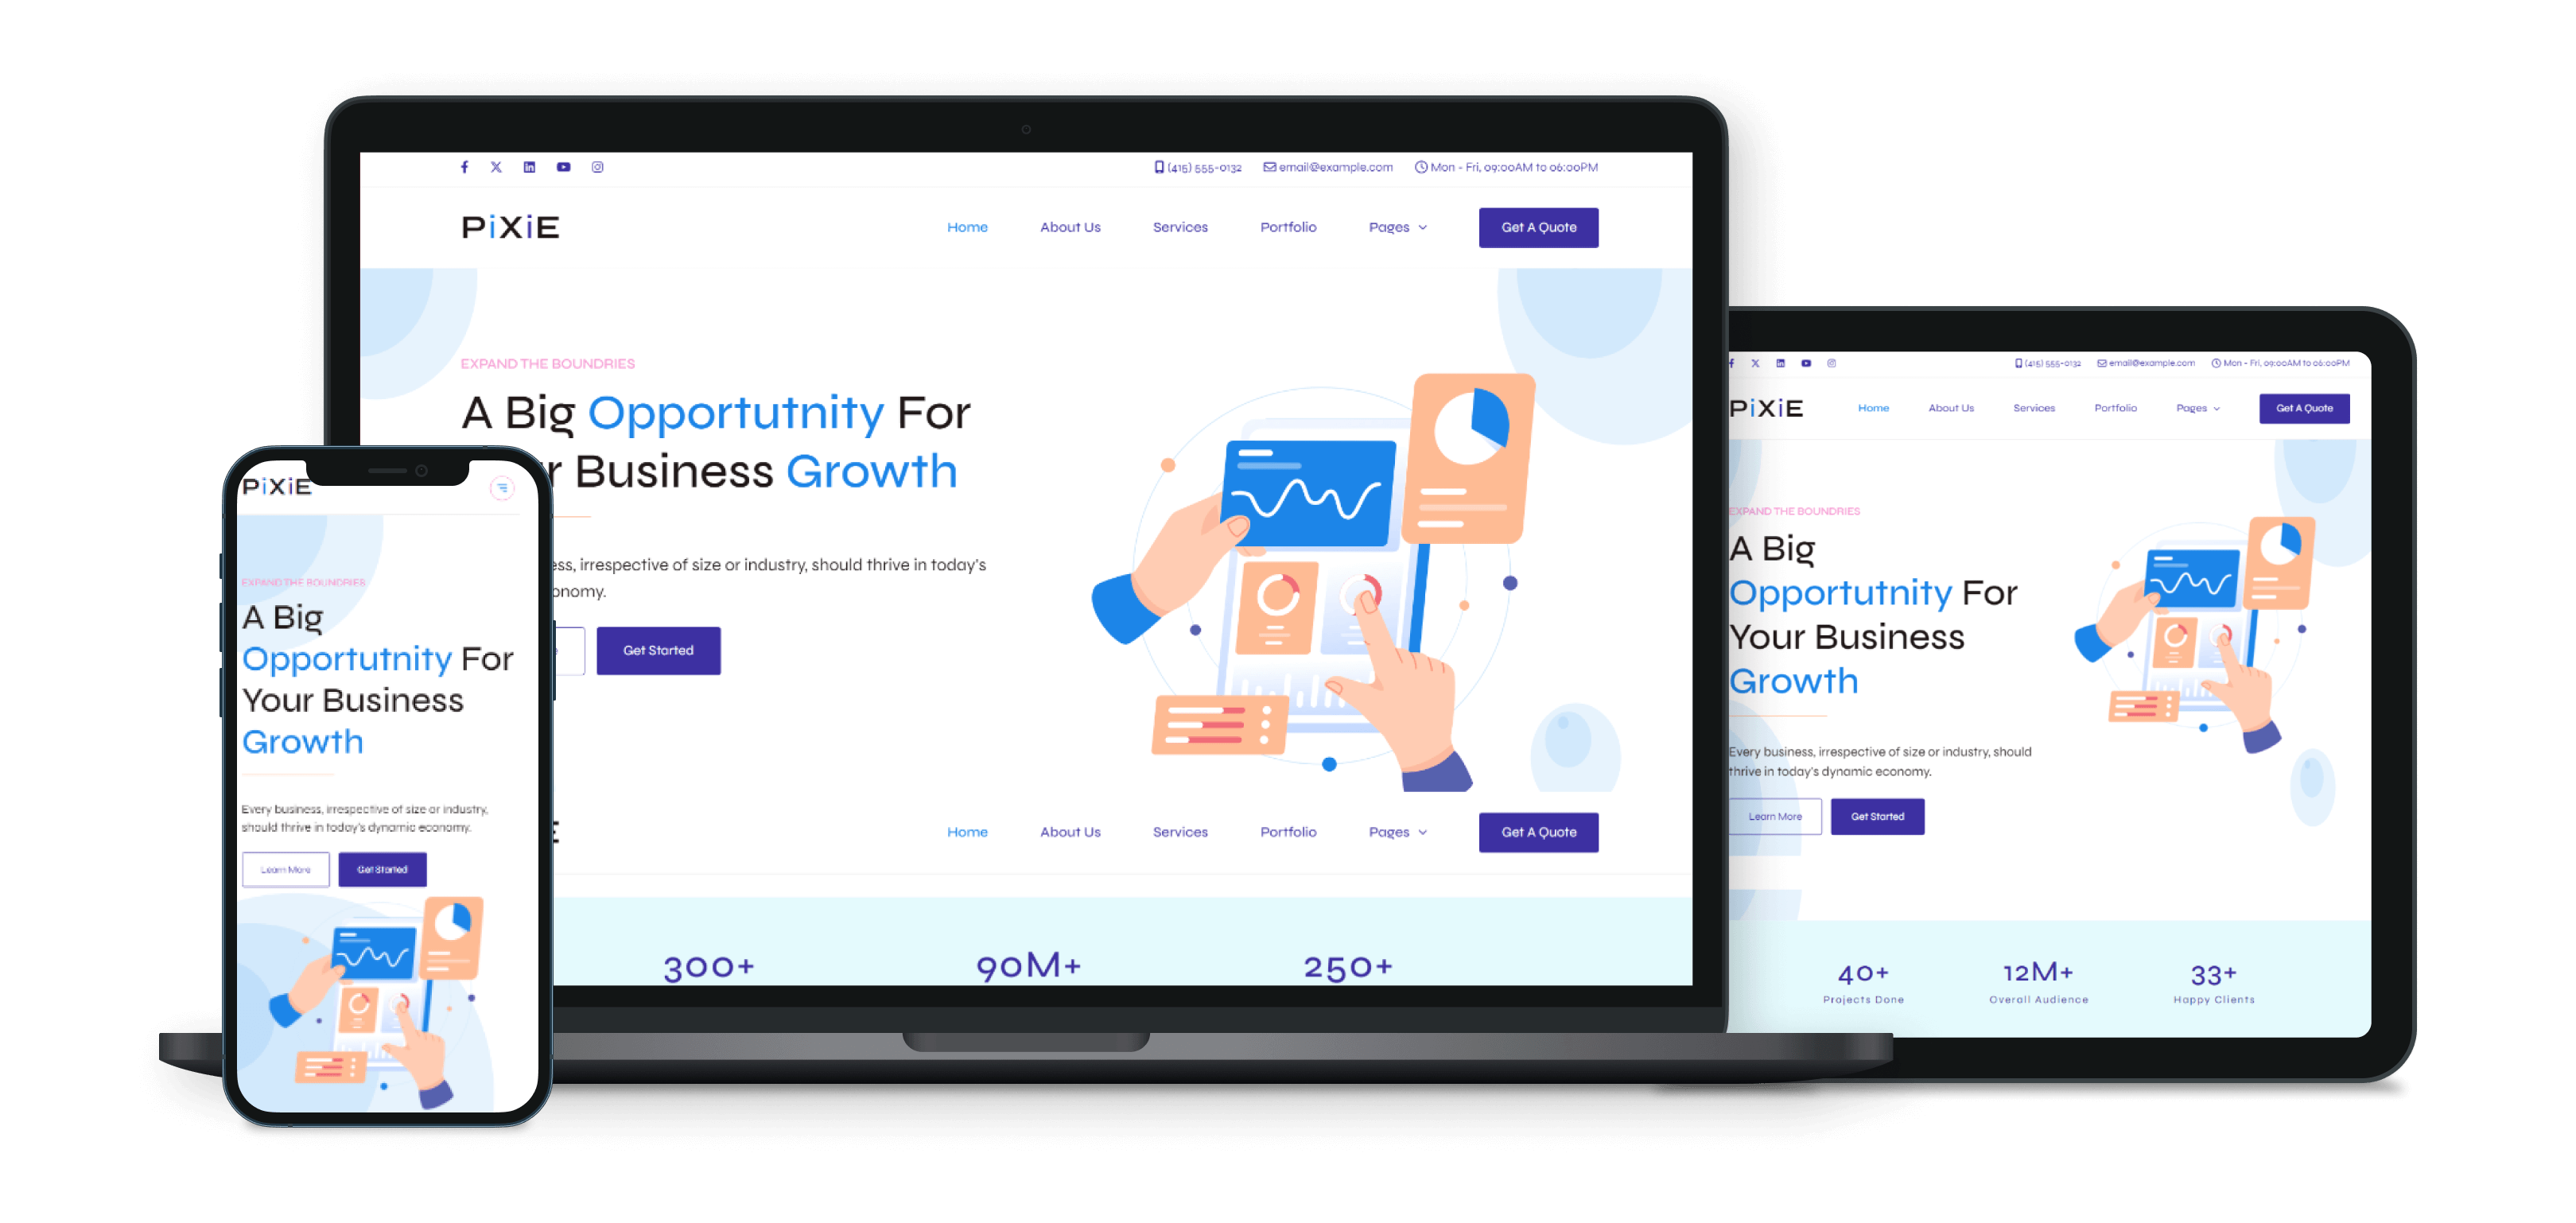 (415) 555-0132 email@example.com Mon - Fri, 09:00AM to 06:00PM
PiXiE Home About Us Services Portfolio Pages Get A Quote
EXPAND THE BOUNDRIES
A Big Opportutnity For
Business Growth
irrespective of size or industry, should thrive in today's
Get Started
Home About Us Services Portfolio Pages Get A Quote
300+ 90M+ 250+
PiXiE
EXPAND THE BOUNDRIES
A Big
Opportutnity For
Your Business
Growth
Every business, irrespective of size or industry,
should thrive in today's dynamic economy.
Learn More Get Started
(415) 555-0132 email@example.com Mon - Fri, 09:00AM to 06:00PM
PiXiE Home About Us Services Portfolio Pages Get A Quote
EXPAND THE BOUNDRIES
A Big
Opportutnity For
Your Business
Growth
Every business, irrespective of size or industry, should
thrive in today's dynamic economy.
Learn More Get Started
40+ 12M+ 33+
Projects Done Overall Audience Happy Clients